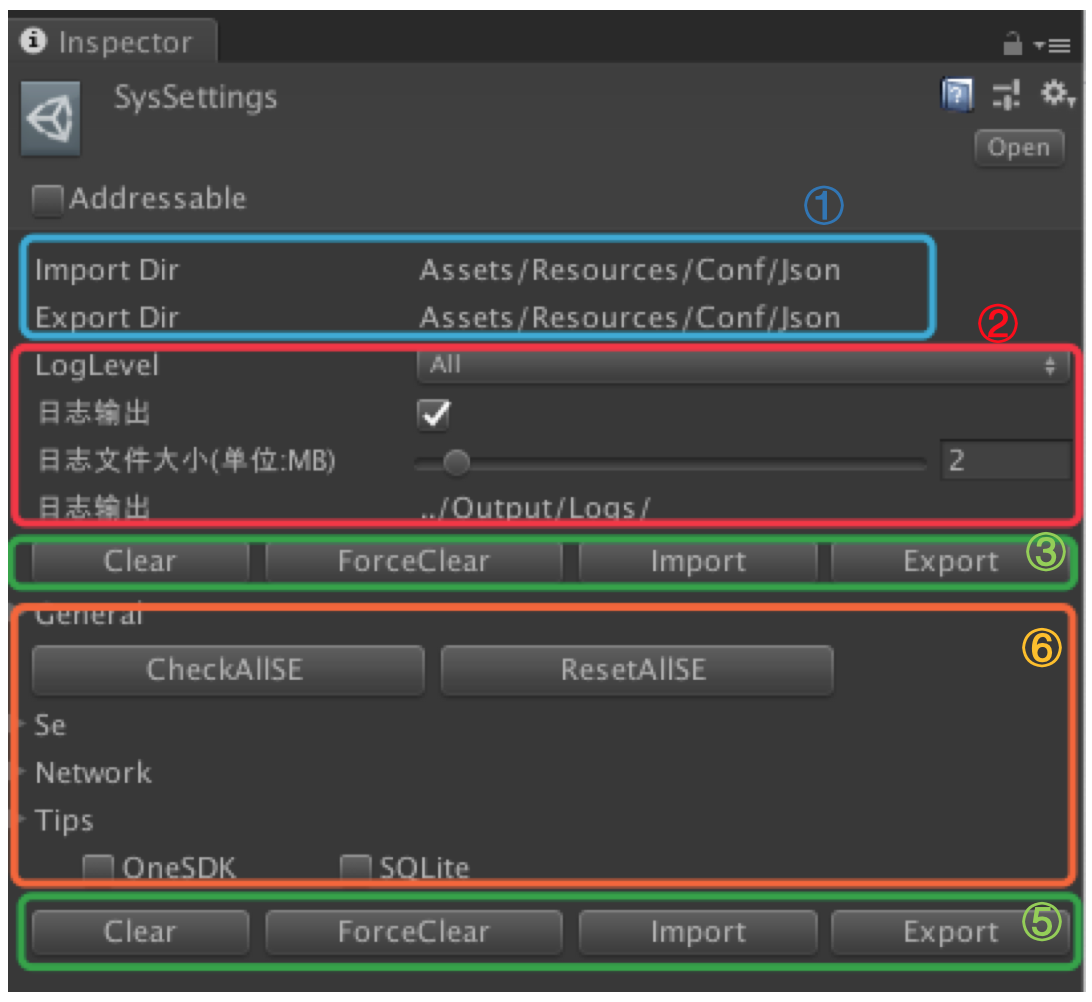 Inspector
SysSettings
Open
Addressable
①
Import Dir Assets/Resources/Conf/Json
Export Dir Assets/Resources/Conf/Json
②
LogLevel All
日志输出
日志文件大小(单位:MB) 2
日志输出 ../Output/Logs/
Clear ForceClear Import Export ③
General
CheckAllSE ResetAllSE ⑥
Se
Network
Tips
OneSDK SQLite
Clear ForceClear Import Export ⑤